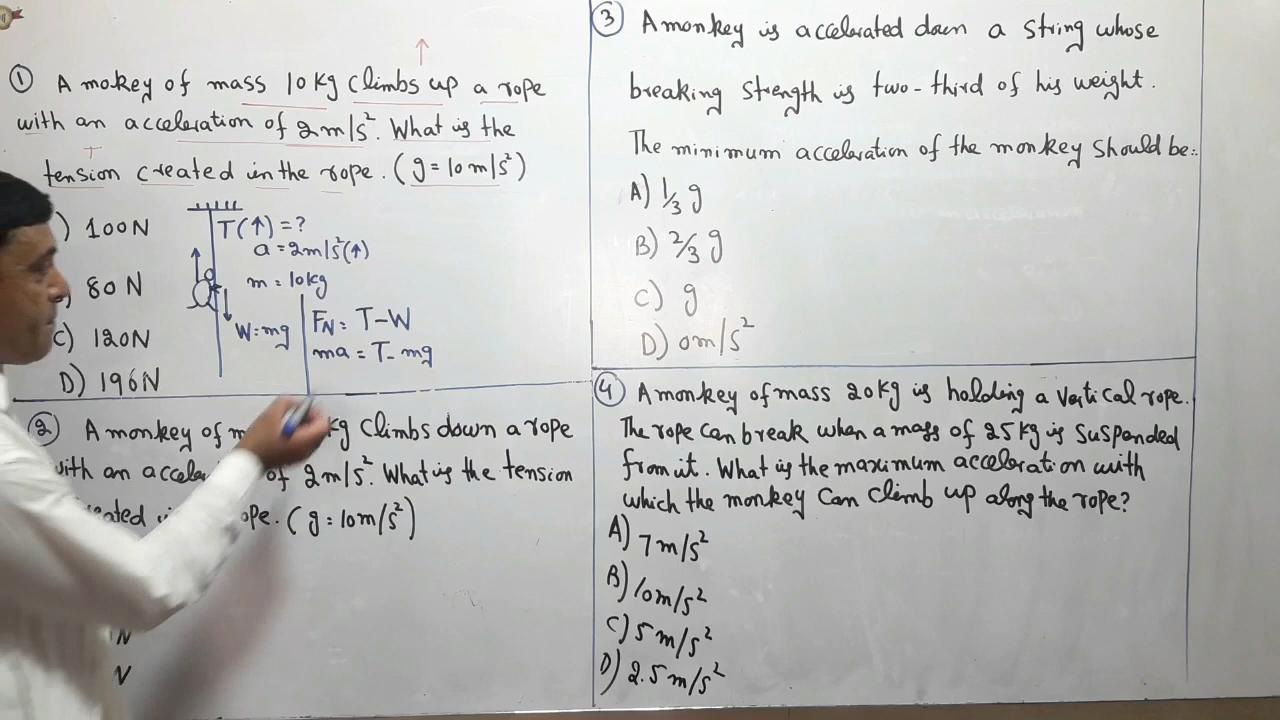 ① A mokey of mass 10kg climbs up a rope
with an acceleration of 2m/s². What is the
T
tension created in the rope. (g=10m/s²)
) 100N
) 80N
C) 120N
D) 196N
T(↑)=?
a=2m/s²(↑)
m=10kg
W=mg
FN= T-W
ma = T-mg
② A monkey of kg climbs down a rope
with an of 2m/s². What is the tension
(g=10m/s²)
N
N
③ A monkey is accelerated down a string whose
breaking strength is two-third of his weight.
The minimum acceleration of the monkey should be:-
A) 1/3 g
B) 2/3 g
C) g
D) 0m/s²
④ A monkey of mass 20kg is holding a vertical rope.
The rope can break when a mass of 25kg is suspended
from it. What is the maximum acceleration with
which the monkey can climb up along the rope?
A) 7m/s²
B) 10m/s²
C) 5m/s²
D) 2.5m/s²